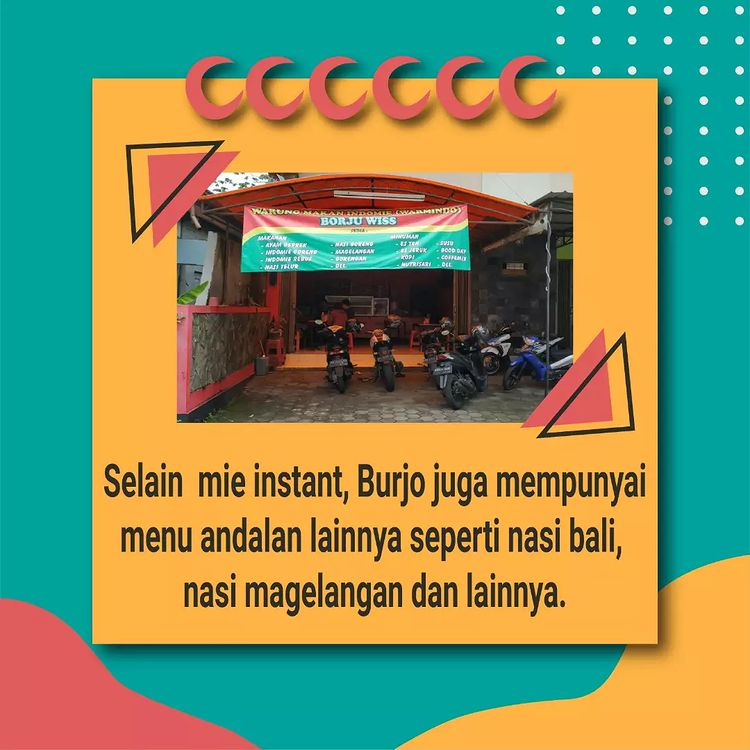 WARUNG MAKAN INDOMIE (WARMINDO)
BORJU WISS
MAKANAN
- AYAM GEPREK
- INDOMIE GORENG
- INDOMIE REBUS
- NASI TELUR
- NASI GORENG
- MAGELANGAN
- GORENGAN
- DLL
MINUMAN
- ES TEH
- ES JERUK
- KOPI
- NUTRISARI
- SUSU
- GOOD DAY
- COFFEMIX
- DLL
Selain mie instant, Burjo juga mempunyai
menu andalan lainnya seperti nasi bali,
nasi magelangan dan lainnya.